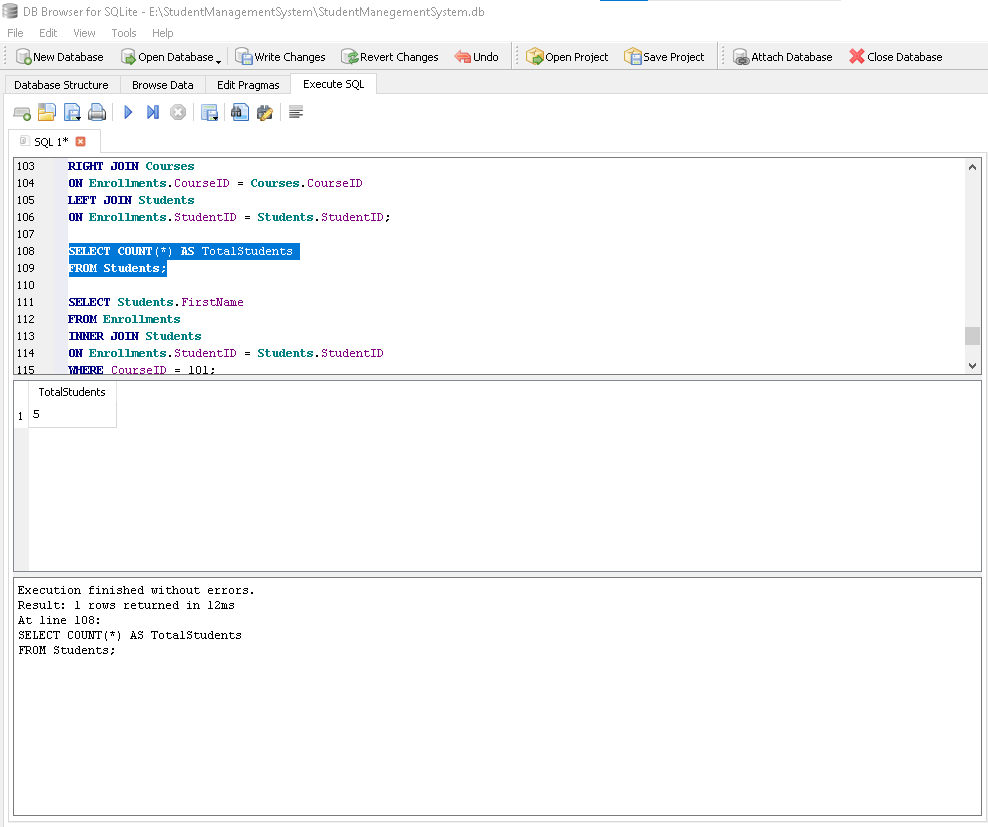 DB Browser for SQLite - E:\StudentManagementSystem\StudentManegementSystem.db
File Edit View Tools Help
New Database Open Database Write Changes Revert Changes Undo Open Project Save Project Attach Database Close Database
Database Structure Browse Data Edit Pragmas Execute SQL
SQL 1*
103 RIGHT JOIN Courses
104 ON Enrollments.CourseID = Courses.CourseID
105 LEFT JOIN Students
106 ON Enrollments.StudentID = Students.StudentID;
107
108 SELECT COUNT(*) AS TotalStudents
109 FROM Students;
110
111 SELECT Students.FirstName
112 FROM Enrollments
113 INNER JOIN Students
114 ON Enrollments.StudentID = Students.StudentID
115 WHERE CourseID = 101;
TotalStudents
1 5
Execution finished without errors.
Result: 1 rows returned in 12ms
At line 108:
SELECT COUNT(*) AS TotalStudents
FROM Students;